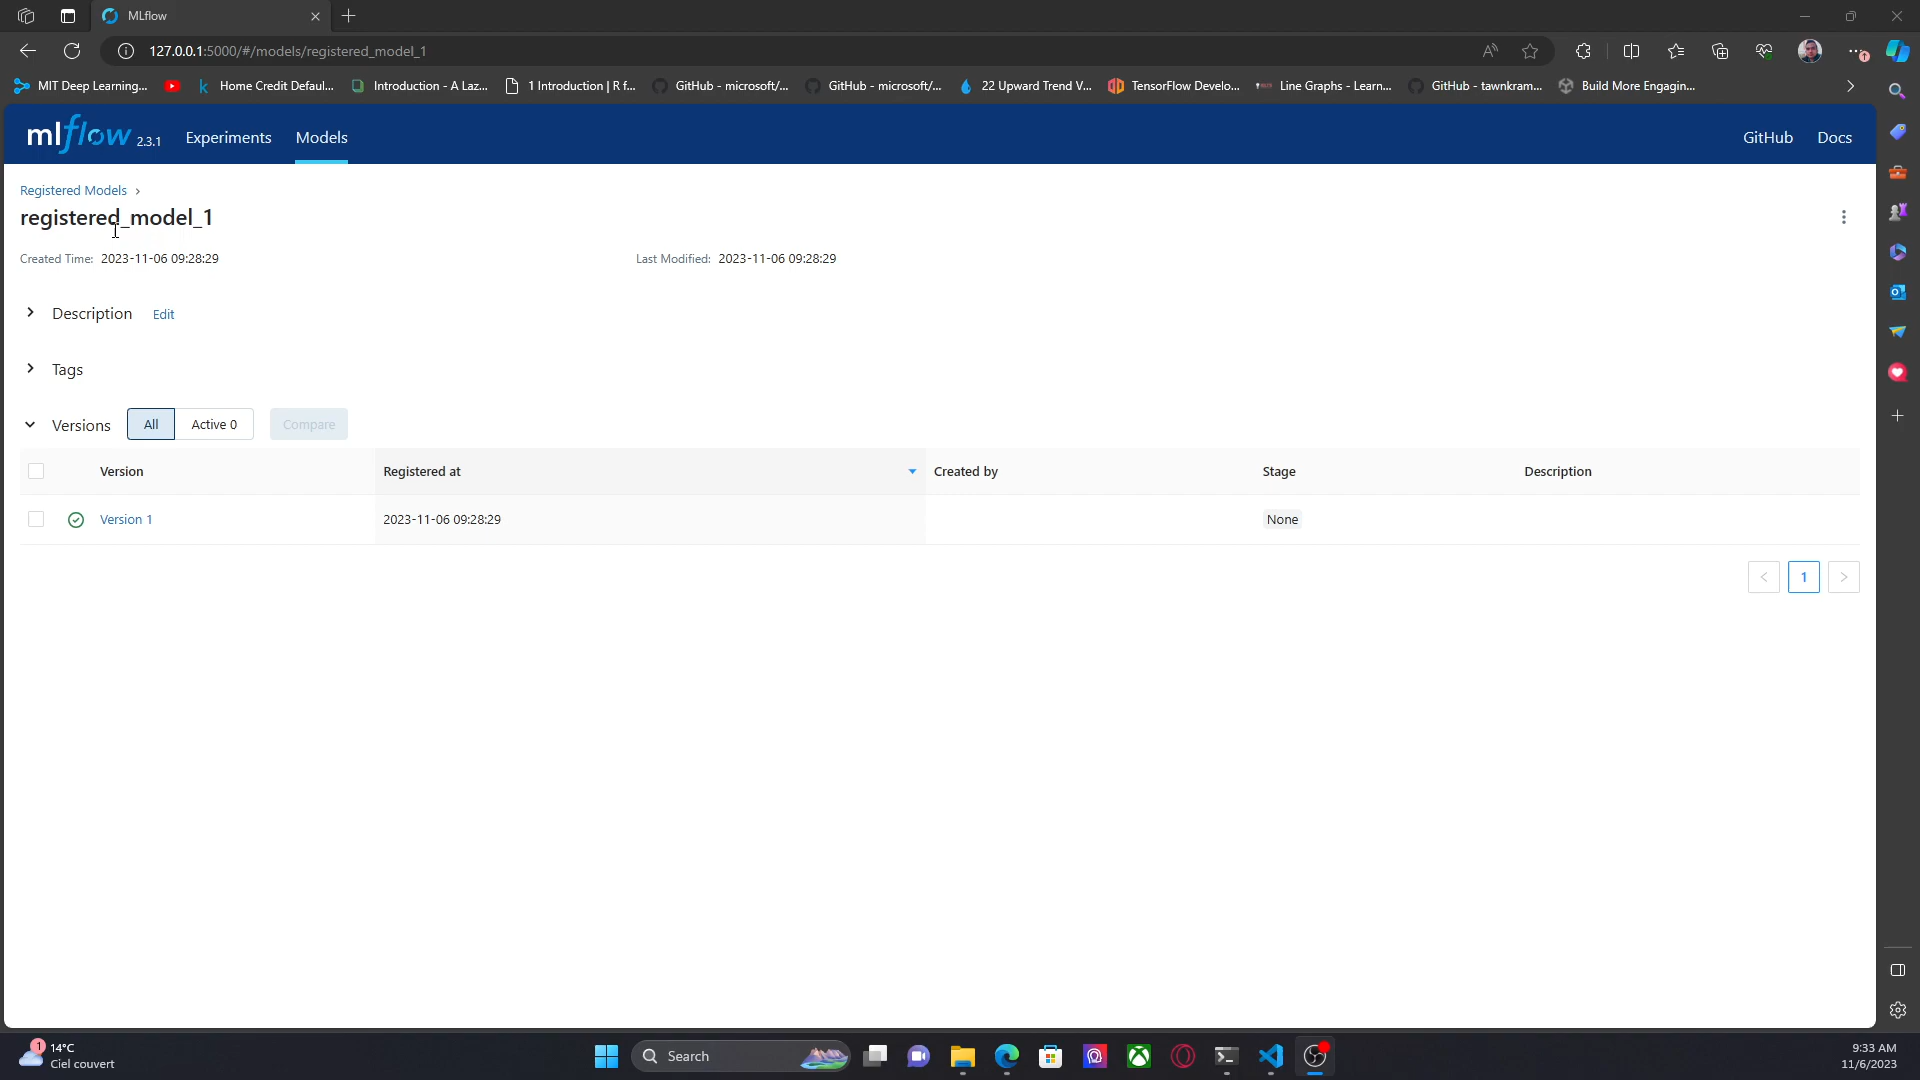 MLflow
127.0.0.1:5000/#/models/registered_model_1
MIT Deep Learning...
Home Credit Defaul...
Introduction - A Laz...
1 Introduction | R f...
GitHub - microsoft/...
GitHub - microsoft/...
22 Upward Trend V...
TensorFlow Develo...
Line Graphs - Learn...
GitHub - tawnkram...
Build More Engagin...
mlflow 2.3.1 Experiments Models GitHub Docs
Registered Models >
registered_model_1
Created Time: 2023-11-06 09:28:29 Last Modified: 2023-11-06 09:28:29
Description Edit
Tags
Versions All Active 0 Compare
Version Registered at Created by Stage Description
Version 1 2023-11-06 09:28:29 None
< 1 >
1
14°C
Ciel couvert
Search
9:33 AM
11/6/2023